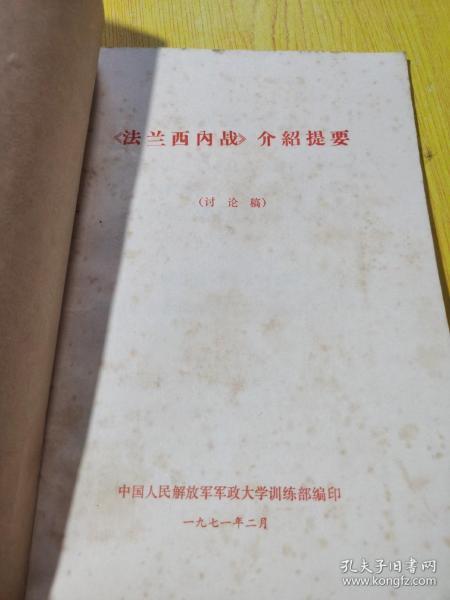 《法兰西内战》介紹提要
（讨论稿）
中国人民解放军军政大学训练部编印
一九七一年二月
孔夫子旧书网
www.kongfz.com